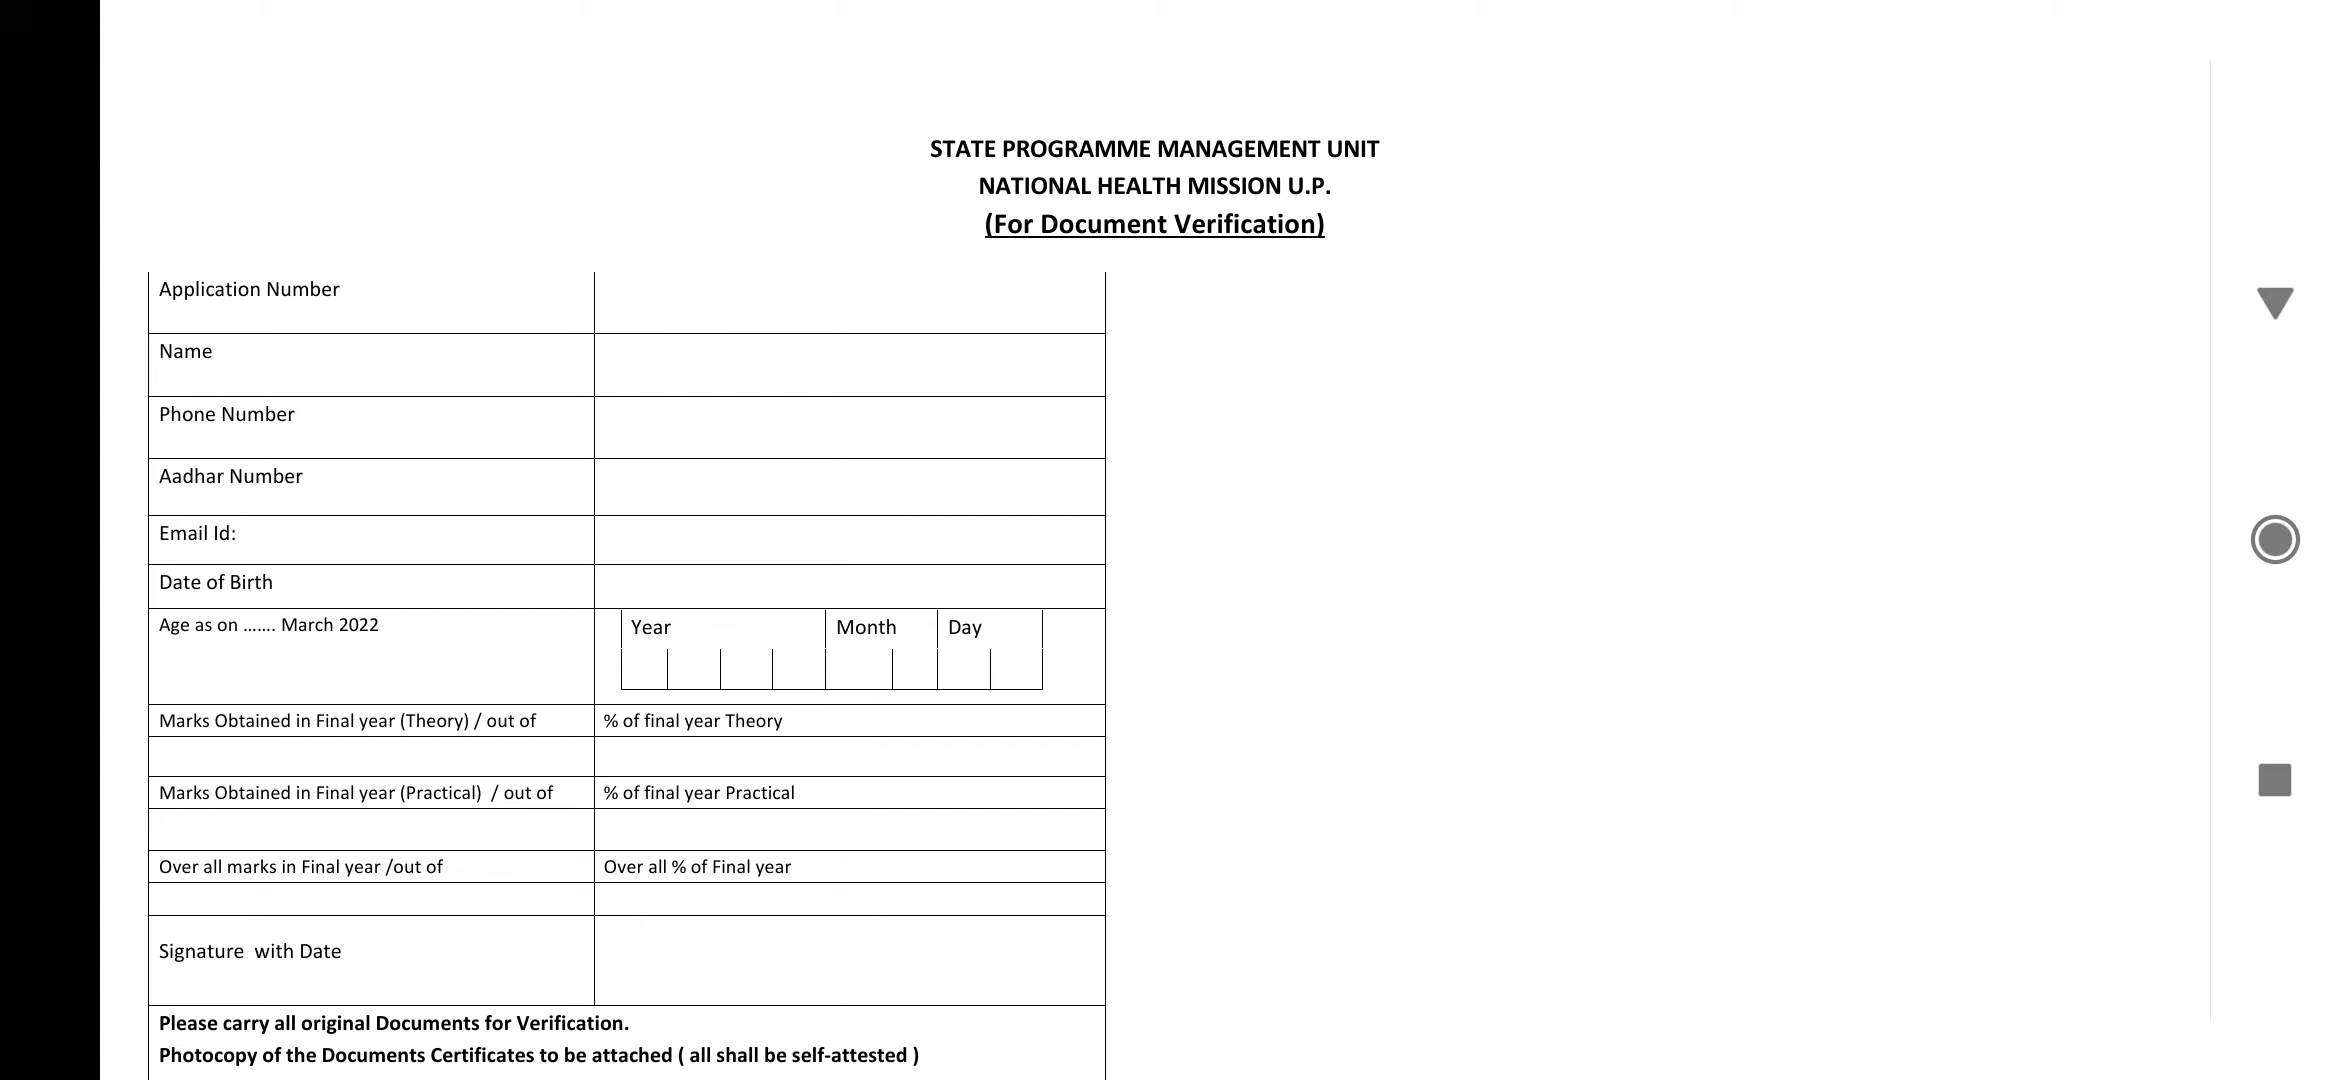 STATE PROGRAMME MANAGEMENT UNIT
NATIONAL HEALTH MISSION U.P.
(For Document Verification)
Application Number
Name
Phone Number
Aadhar Number
Email Id:
Date of Birth
Age as on ....... March 2022
Year Month Day
Marks Obtained in Final year (Theory) / out of % of final year Theory
Marks Obtained in Final year (Practical) / out of % of final year Practical
Over all marks in Final year /out of Over all % of Final year
Signature with Date
Please carry all original Documents for Verification.
Photocopy of the Documents Certificates to be attached ( all shall be self-attested )